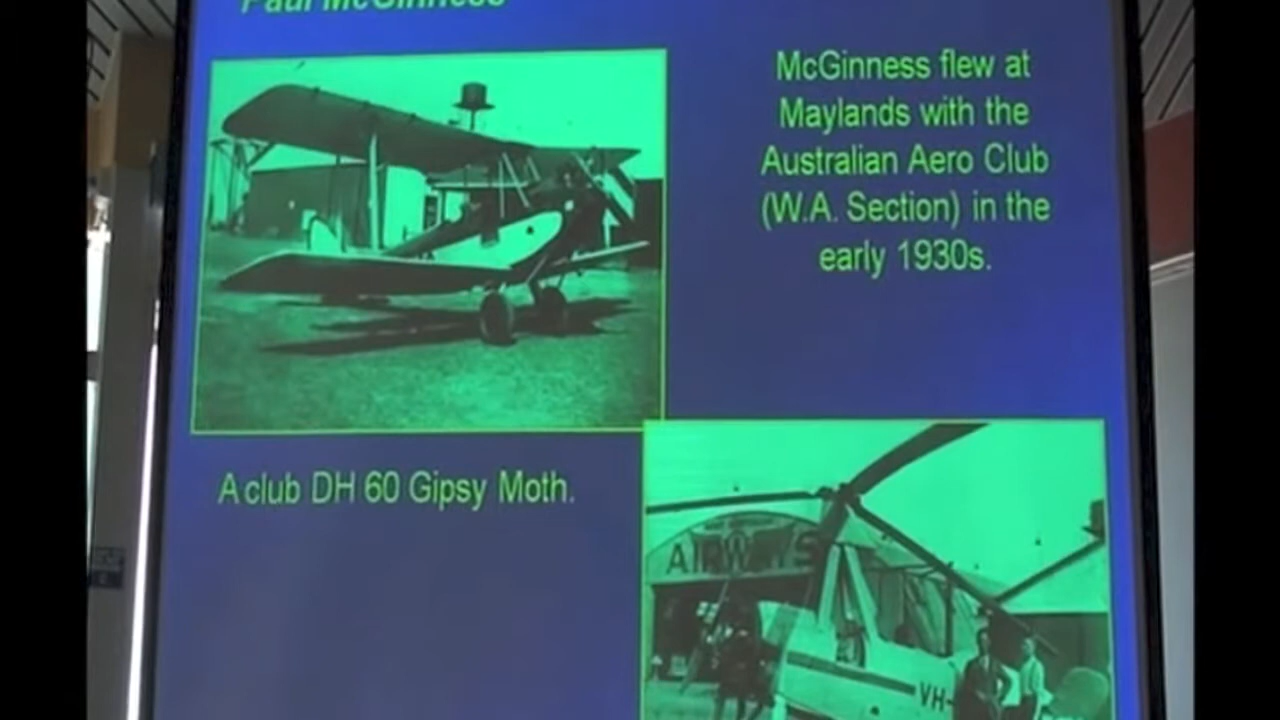 Paul McGinness
McGinness flew at
Maylands with the
Australian Aero Club
(W.A. Section) in the
early 1930s.
A club DH 60 Gipsy Moth.
AIRWAYS
VH-